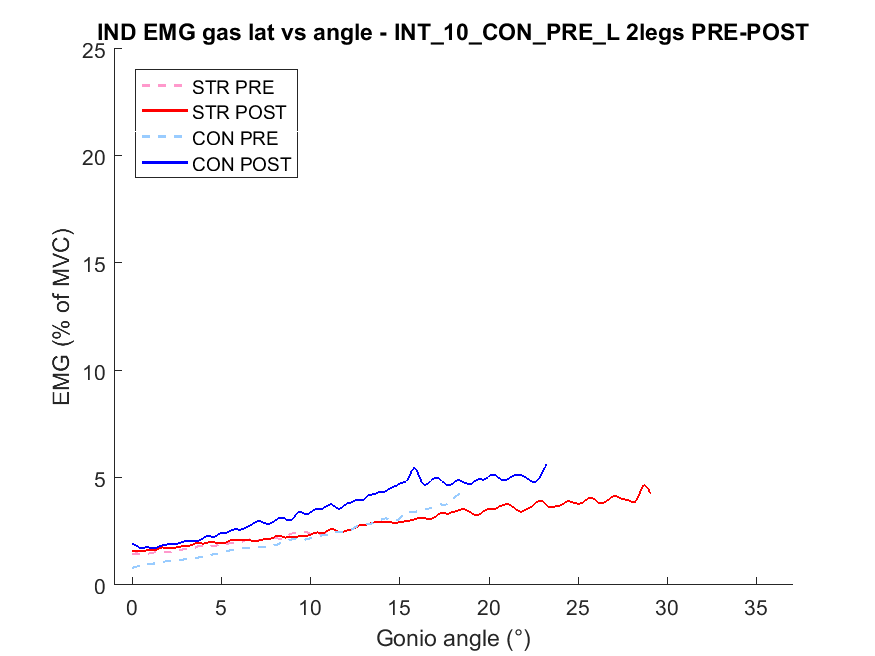 IND EMG gas lat vs angle - INT_10_CON_PRE_L 2legs PRE-POST
25
20
15
10
5
0
EMG (% of MVC)
STR PRE
STR POST
CON PRE
CON POST
0 5 10 15 20 25 30 35
Gonio angle (°)